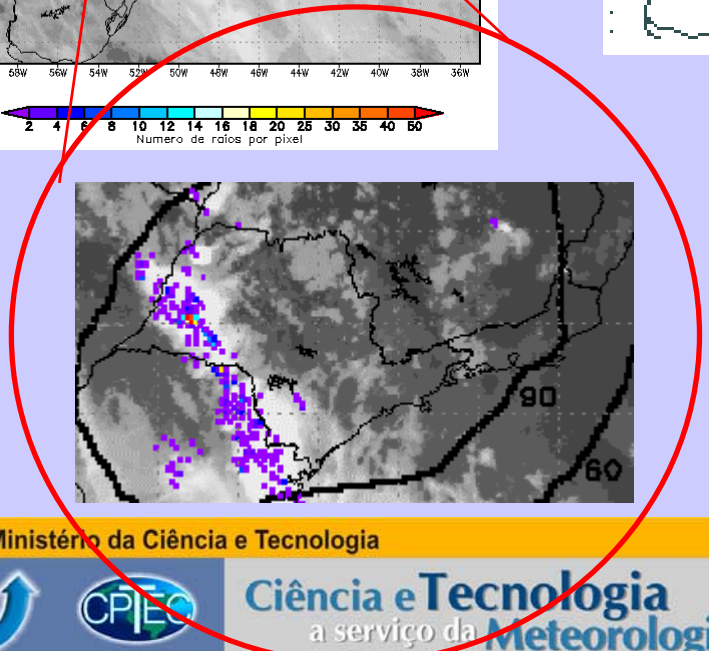 58W 56W 54W 52W 50W 48W 46W 44W 42W 40W 38W 36W
2 4 6 8 10 12 14 16 18 20 25 30 35 40 50
Numero de raios por pixel
90
60
Ministério da Ciência e Tecnologia
CPTEC
Ciência e Tecnologia
a serviço da Meteorologi